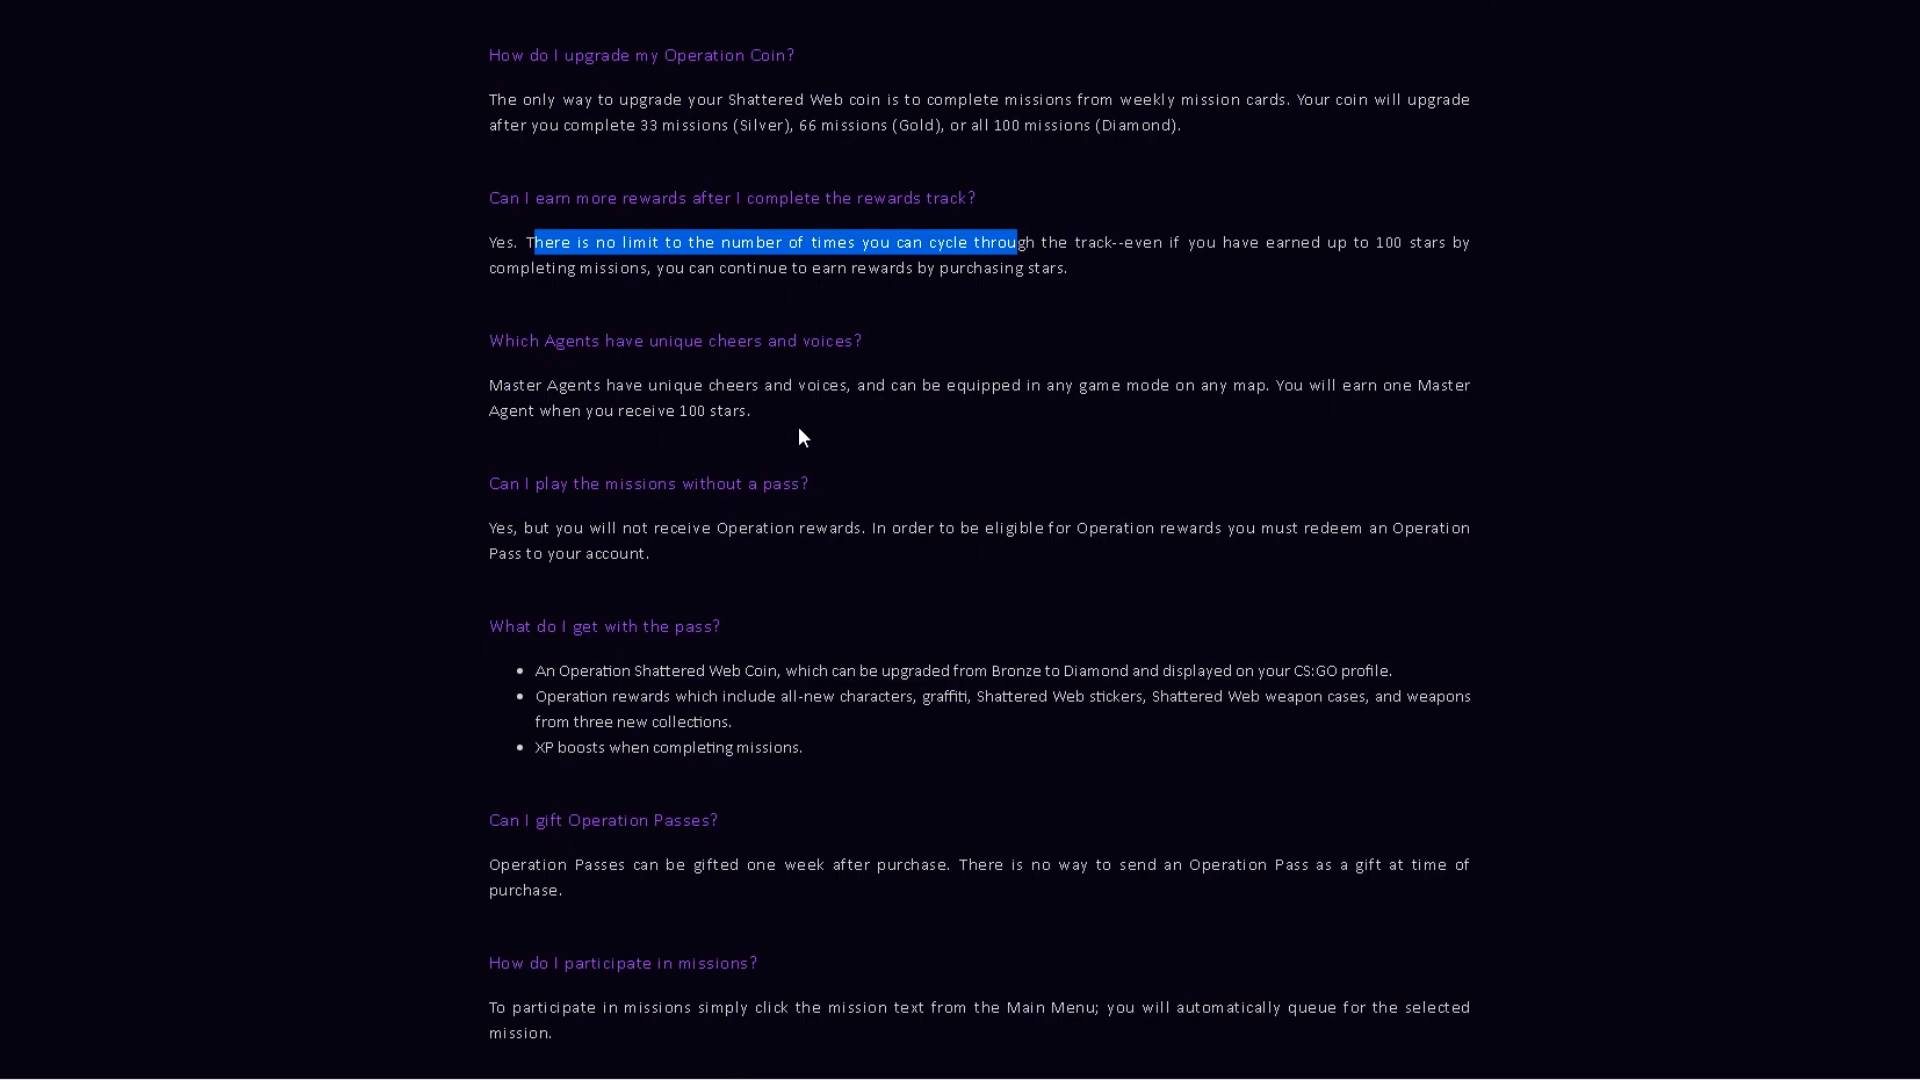 How do I upgrade my Operation Coin?
The only way to upgrade your Shattered Web coin is to complete missions from weekly mission cards. Your coin will upgrade
after you complete 33 missions (Silver), 66 missions (Gold), or all 100 missions (Diamond).
Can I earn more rewards after I complete the rewards track?
Yes. There is no limit to the number of times you can cycle through the track--even if you have earned up to 100 stars by
completing missions, you can continue to earn rewards by purchasing stars.
Which Agents have unique cheers and voices?
Master Agents have unique cheers and voices, and can be equipped in any game mode on any map. You will earn one Master
Agent when you receive 100 stars.
Can I play the missions without a pass?
Yes, but you will not receive Operation rewards. In order to be eligible for Operation rewards you must redeem an Operation
Pass to your account.
What do I get with the pass?
• An Operation Shattered Web Coin, which can be upgraded from Bronze to Diamond and displayed on your CS:GO profile.
• Operation rewards which include all-new characters, graffiti, Shattered Web stickers, Shattered Web weapon cases, and weapons
from three new collections.
• XP boosts when completing missions.
Can I gift Operation Passes?
Operation Passes can be gifted one week after purchase. There is no way to send an Operation Pass as a gift at time of
purchase.
How do I participate in missions?
To participate in missions simply click the mission text from the Main Menu; you will automatically queue for the selected
mission.